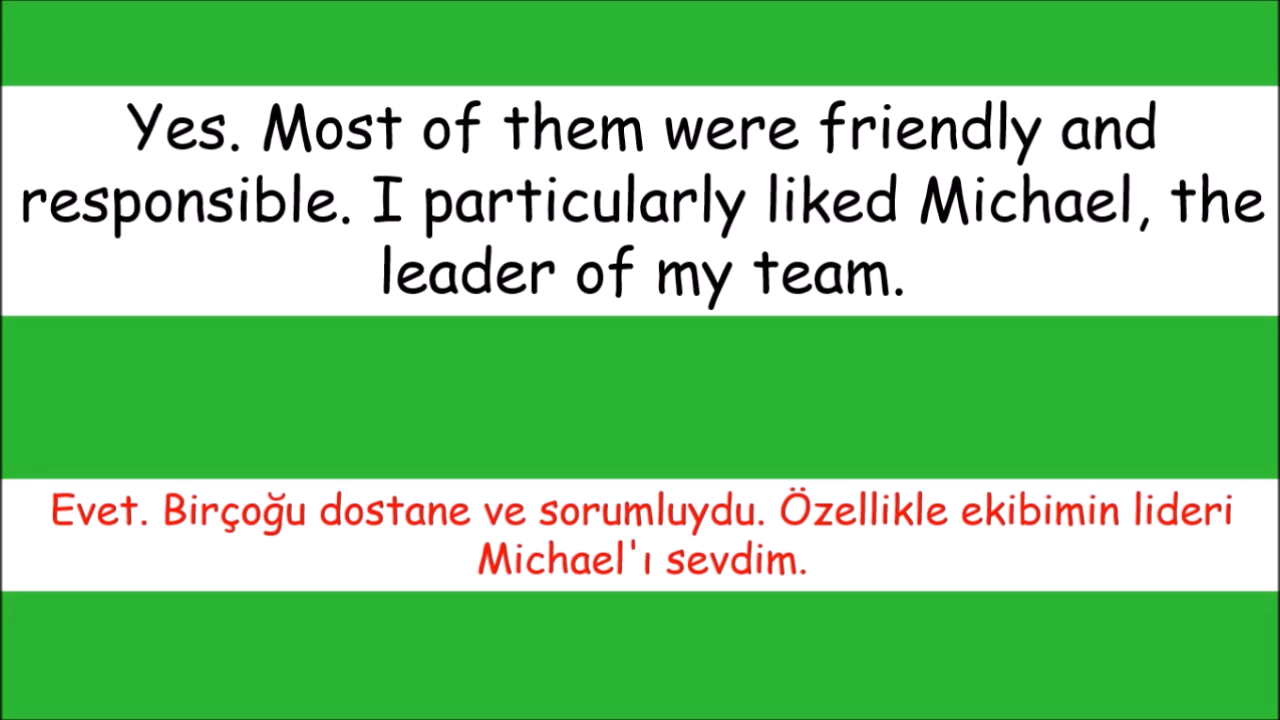 Yes. Most of them were friendly and
responsible. I particularly liked Michael, the
leader of my team.
Evet. Birçoğu dostane ve sorumluydu. Özellikle ekibimin lideri
Michael'ı sevdim.